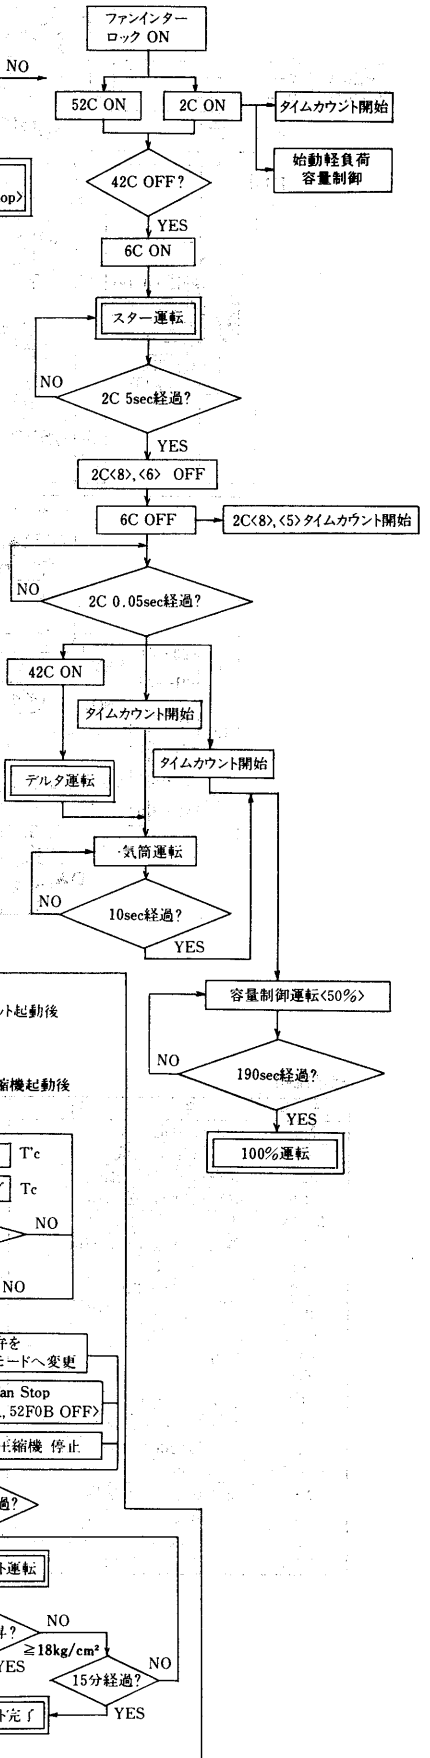 ファンインター
ロック ON
NO
52C ON
2C ON
タイムカウント開始
始動軽負荷
容量制御
op〉
42C OFF?
YES
6C ON
スター運転
NO
2C 5sec経過?
YES
2C〈8〉,〈6〉 OFF
6C OFF
2C〈8〉,〈5〉タイムカウント開始
NO
2C 0.05sec経過?
42C ON
タイムカウント開始
タイムカウント開始
デルタ運転
気筒運転
NO
10sec経過?
YES
ント起動後
容量制御運転〈50%〉
NO
縮機起動後
190sec経過?
YES
100%運転
T'c
Tc
NO
NO
弁を
モードへ変更
an Stop
, 52F0B OFF〉
圧縮機 停止
過?
ト運転
NO
昇?
≧18kg/cm²
YES
NO
15分経過?
YES
ト完了